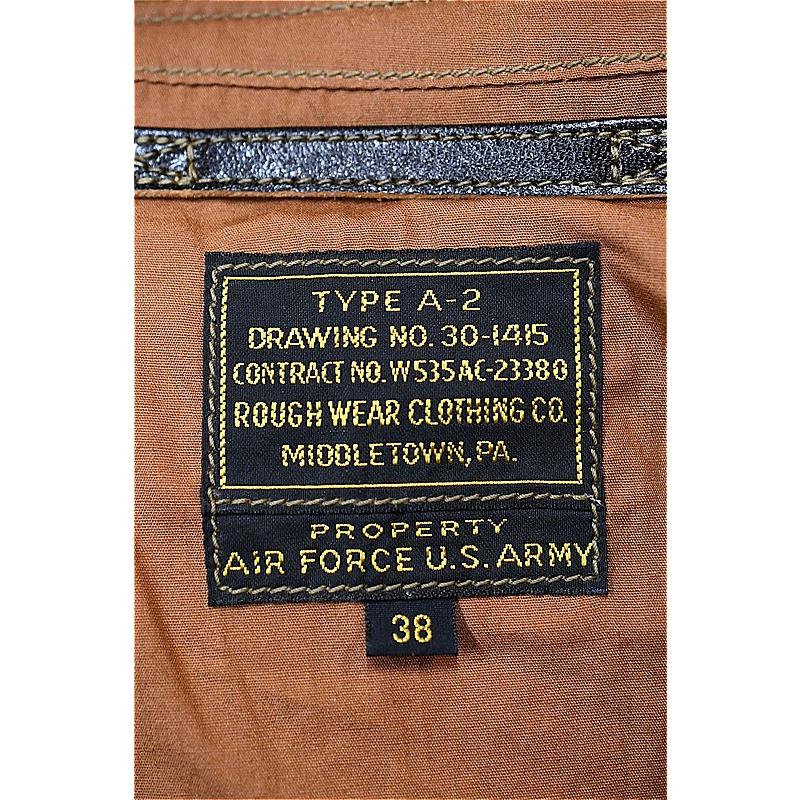 TYPE A-2
DRAWING NO. 30-1415
CONTRACT NO. W535AC-23380
ROUGH WEAR CLOTHING CO.
MIDDLETOWN, PA.
PROPERTY
AIR FORCE U.S. ARMY
38